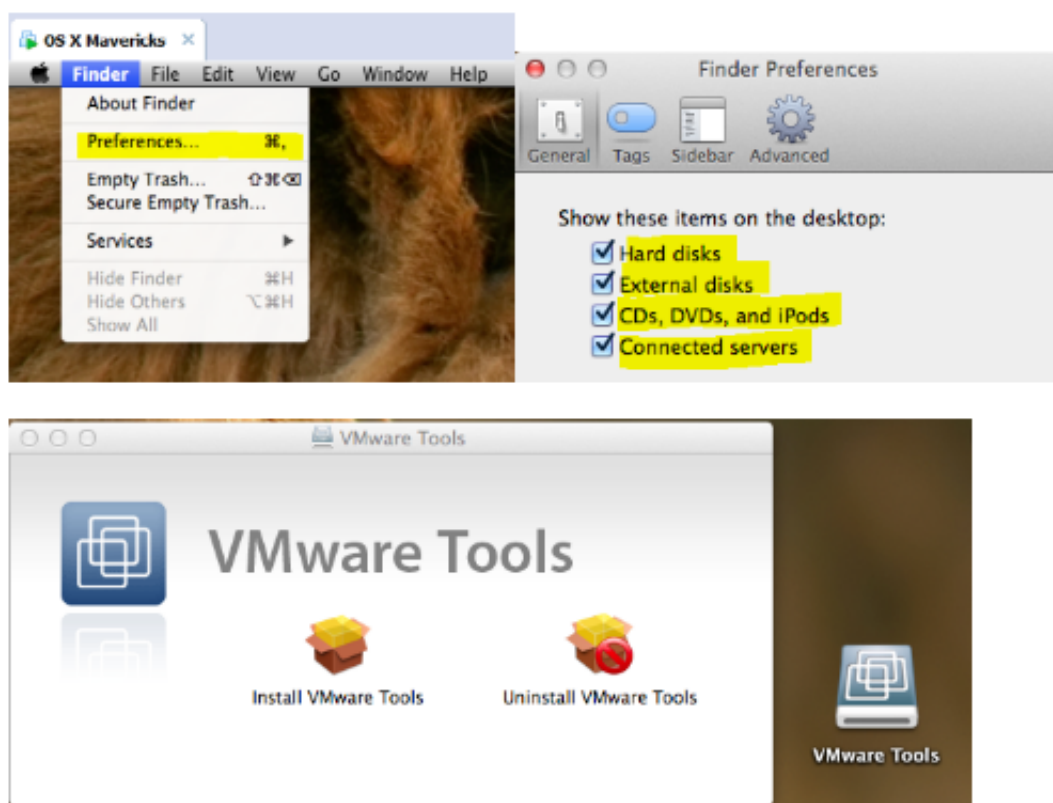 OS X Mavericks
Finder File Edit View Go Window Help
About Finder
Preferences... ⌘,
Empty Trash... ⇧⌘⌫
Secure Empty Trash...
Services
Hide Finder ⌘H
Hide Others ⌥⌘H
Show All
Finder Preferences
General Tags Sidebar Advanced
Show these items on the desktop:
Hard disks
External disks
CDs, DVDs, and iPods
Connected servers
VMware Tools
VMware Tools
Install VMware Tools Uninstall VMware Tools
VMware Tools